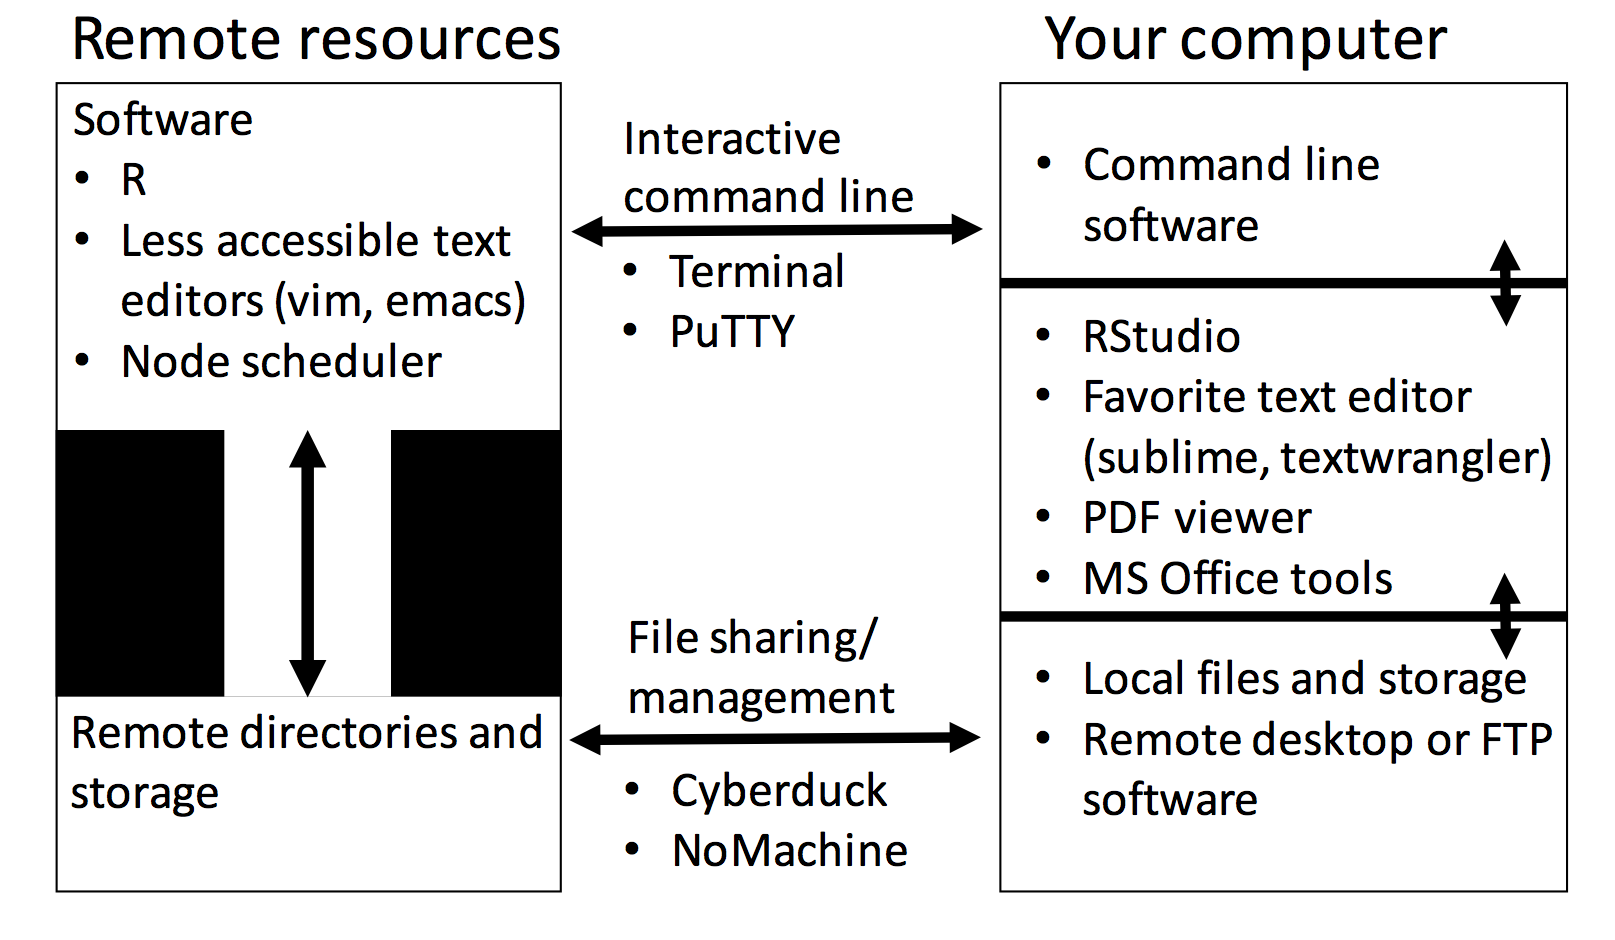 Remote resources
Software
• R
• Less accessible text
editors (vim, emacs)
• Node scheduler
Remote directories and
storage
Interactive
command line
• Terminal
• PuTTY
File sharing/
management
• Cyberduck
• NoMachine
Your computer
• Command line
software
• RStudio
• Favorite text editor
(sublime, textwrangler)
• PDF viewer
• MS Office tools
• Local files and storage
• Remote desktop or FTP
software